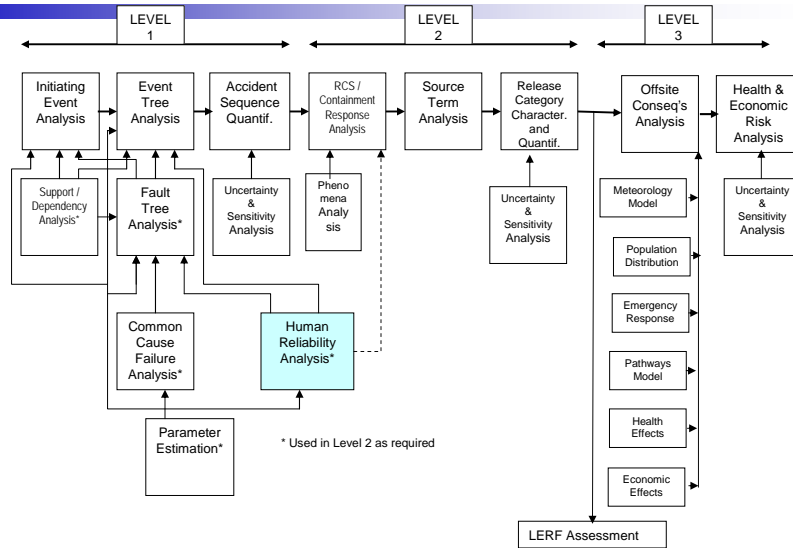 LEVEL
1
LEVEL
2
LEVEL
3
Initiating
Event
Analysis
Event
Tree
Analysis
Accident
Sequence
Quantif.
RCS /
Containment
Response
Analysis
Source
Term
Analysis
Release
Category
Character.
and
Quantif.
Offsite
Conseq's
Analysis
Health &
Economic
Risk
Analysis
Support /
Dependency
Analysis*
Fault
Tree
Analysis*
Uncertainty
&
Sensitivity
Analysis
Pheno
mena
Analy
sis
Uncertainty
&
Sensitivity
Analysis
Meteorology
Model
Uncertainty
&
Sensitivity
Analysis
Population
Distribution
Emergency
Response
Common
Cause
Failure
Analysis*
Human
Reliability
Analysis*
Pathways
Model
Parameter
Estimation*
* Used in Level 2 as required
Health
Effects
Economic
Effects
LERF Assessment